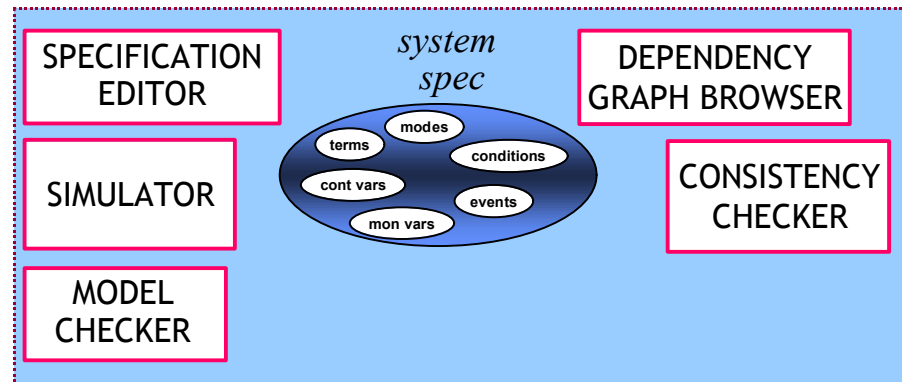 SPECIFICATION
EDITOR
system
spec
DEPENDENCY
GRAPH BROWSER
modes
terms
conditions
cont vars
events
mon vars
SIMULATOR
CONSISTENCY
CHECKER
MODEL
CHECKER